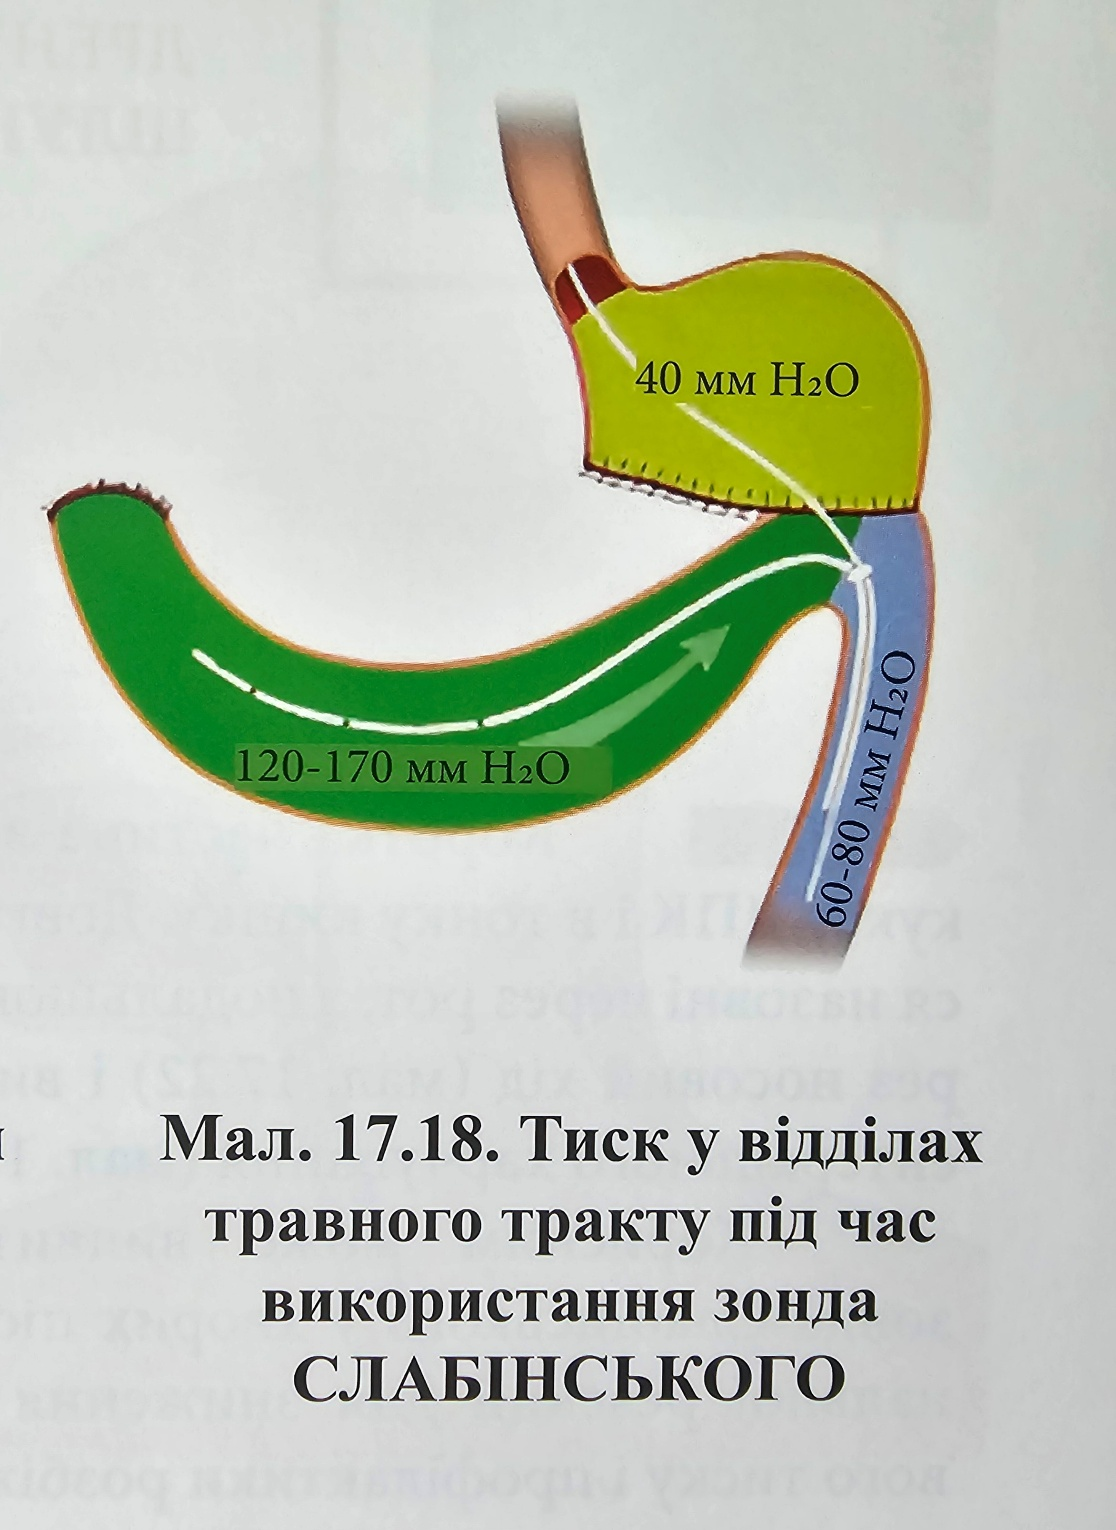 40 мм H₂O
120-170 мм H₂O
60-80 мм H₂O
Мал. 17.18. Тиск у відділах
травного тракту під час
використання зонда
СЛАБІНСЬКОГО